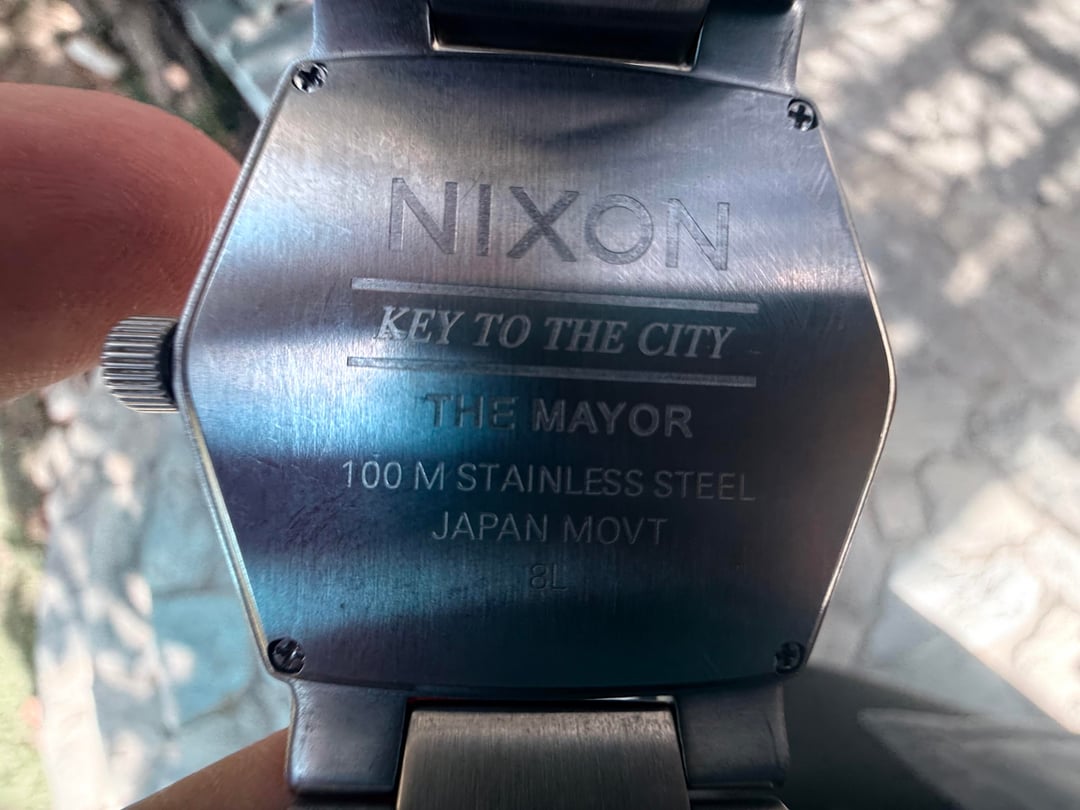 NIXON
KEY TO THE CITY
THE MAYOR
100 M STAINLESS STEEL
JAPAN MOVT
8L